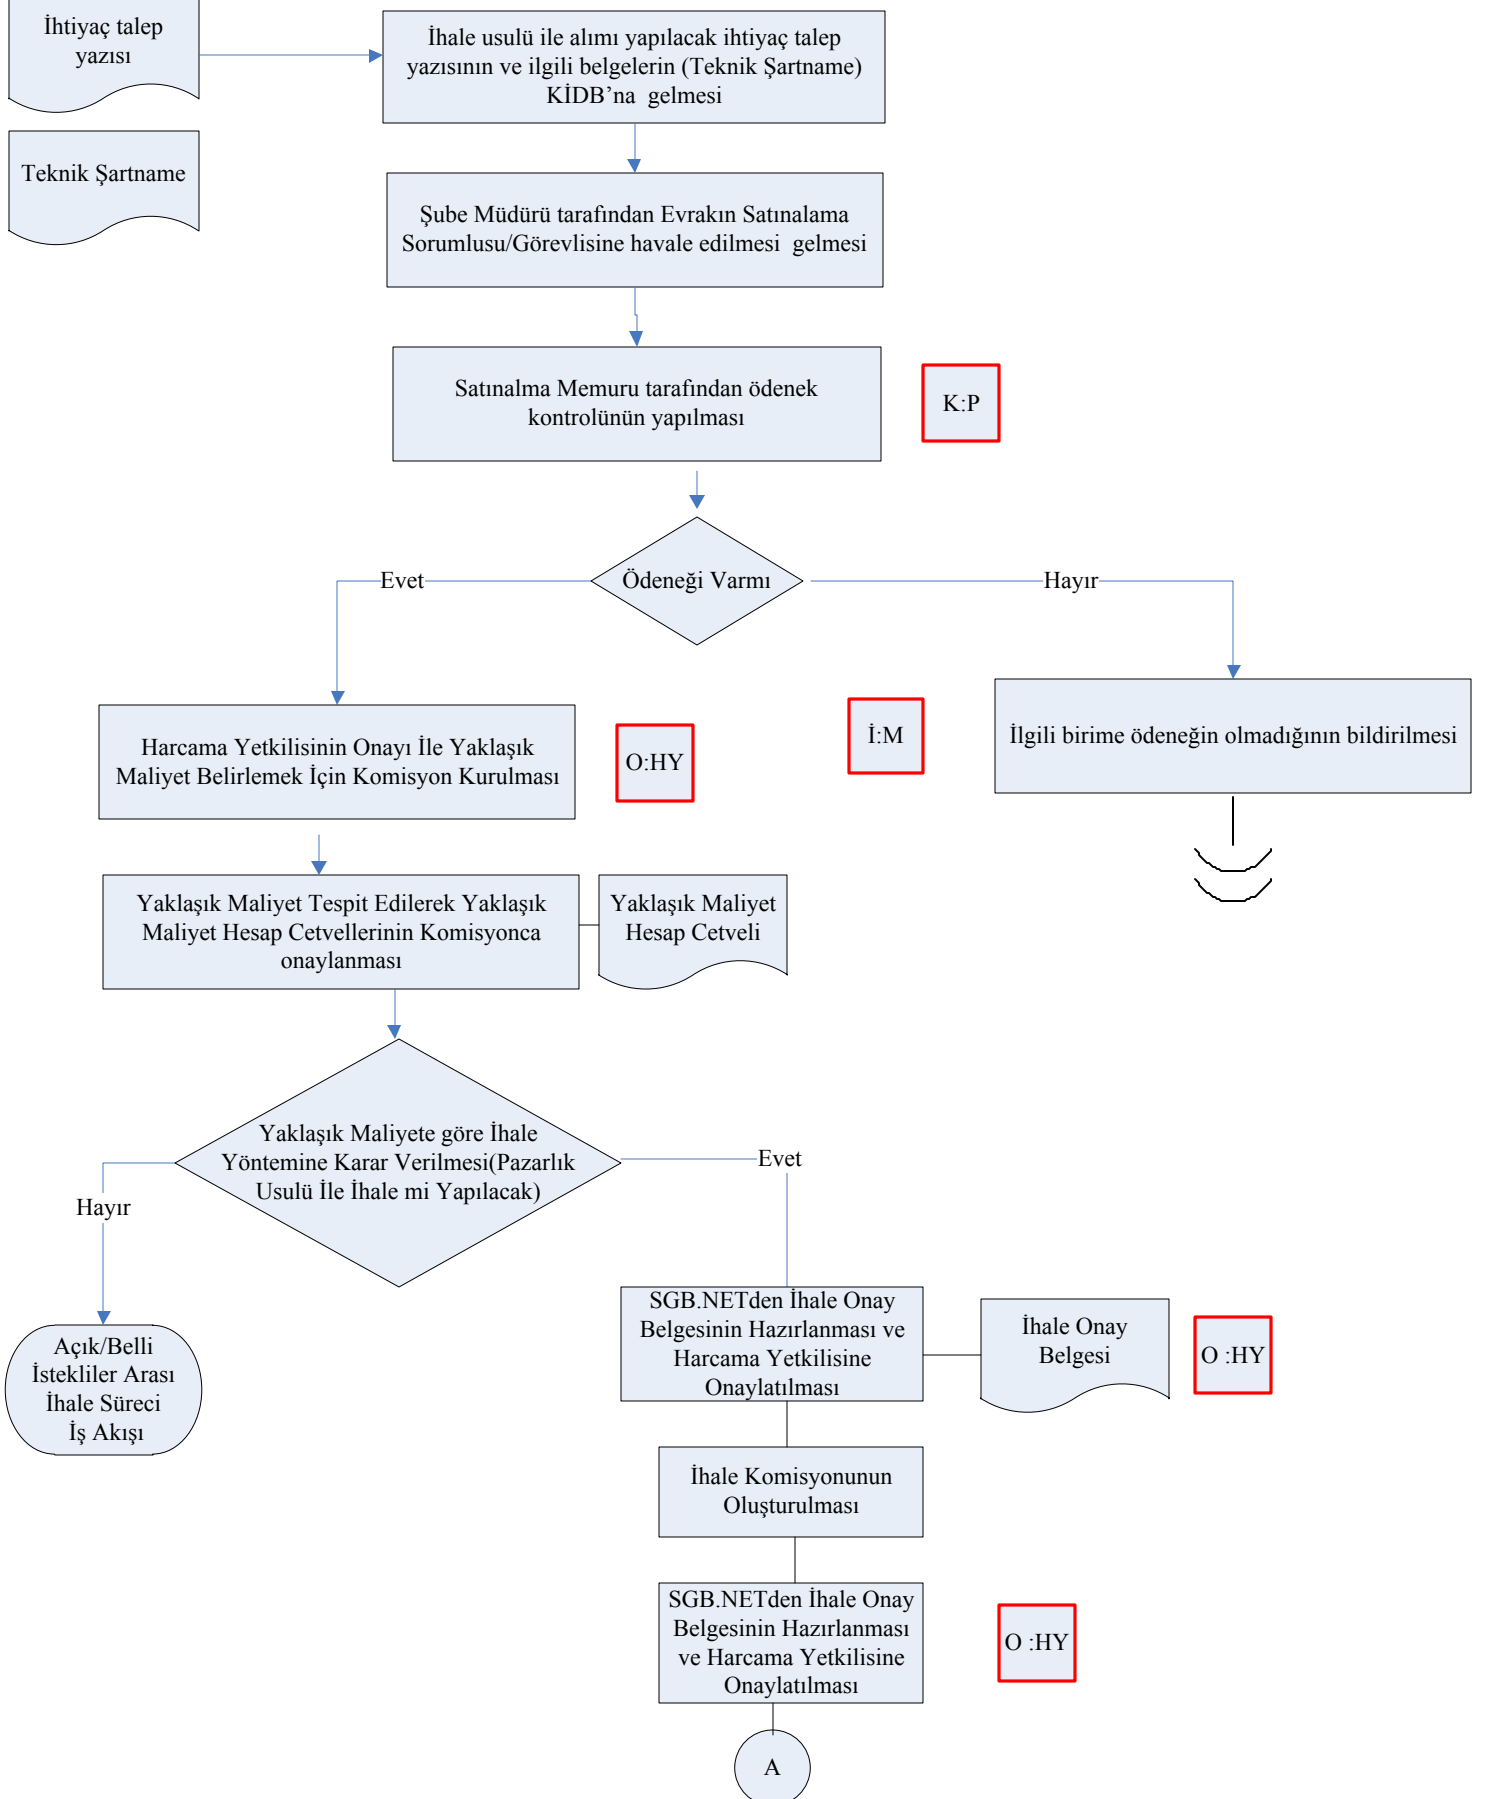 İhtiyaç talep
yazısı
İhale usulü ile alımı yapılacak ihtiyaç talep
yazısının ve ilgili belgelerin (Teknik Şartname)
KİDB’na  gelmesi
Teknik Şartname
Şube Müdürü tarafından Evrakın Satınalama
Sorumlusu/Görevlisine havale edilmesi  gelmesi
Satınalma Memuru tarafından ödenek
kontrolünün yapılması
K:P
Ödeneği Varmı
Evet
Hayır
Harcama Yetkilisinin Onayı İle Yaklaşık
Maliyet Belirlemek İçin Komisyon Kurulması
O:HY
İ:M
İlgili birime ödeneğin olmadığının bildirilmesi
Yaklaşık Maliyet Tespit Edilerek Yaklaşık
Maliyet Hesap Cetvellerinin Komisyonca
onaylanması
Yaklaşık Maliyet
Hesap Cetveli
Yaklaşık Maliyete göre İhale
Yöntemine Karar Verilmesi(Pazarlık
Usulü İle İhale mi Yapılacak)
Evet
Hayır
SGB.NETden İhale Onay
Belgesinin Hazırlanması ve
Harcama Yetkilisine
Onaylatılması
İhale Onay
Belgesi
O :HY
Açık/Belli
İstekliler Arası
İhale Süreci
İş Akışı
İhale Komisyonunun
Oluşturulması
SGB.NETden İhale Onay
Belgesinin Hazırlanması
ve Harcama Yetkilisine
Onaylatılması
O :HY
A